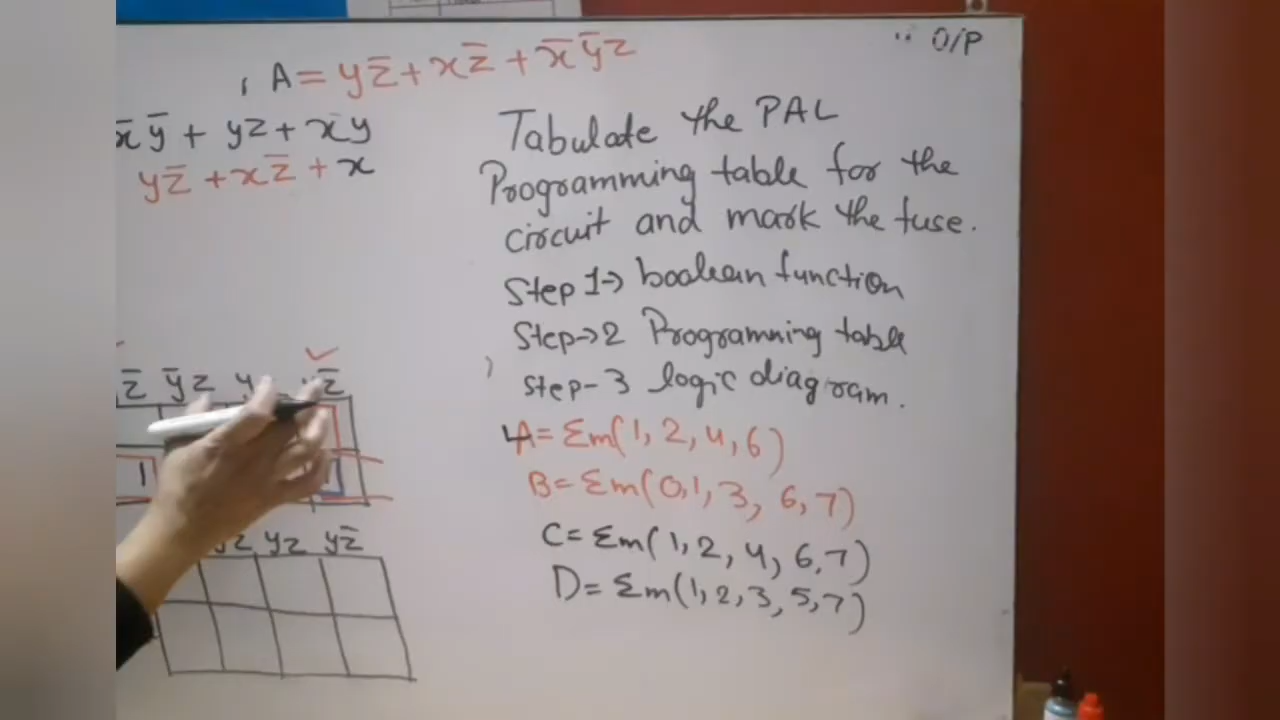 A = yz̅ + xz̅ + x̅y̅z
x̅y̅ + yz + xy
yz̅ + xz̅ + x
O/P
Tabulate the PAL
Programming table for the
circuit and mark the fuse.
Step 1→ boolean function
Step→2 Programming table
Step-3 logic diagram.
A= Σm(1, 2, 4, 6)
B= Σm(0,1, 3, 6, 7)
C= Σm(1, 2, 4, 6,7)
D= Σm(1, 2, 3, 5, 7)
z̅ y̅z y z̅
1
yz yz̅